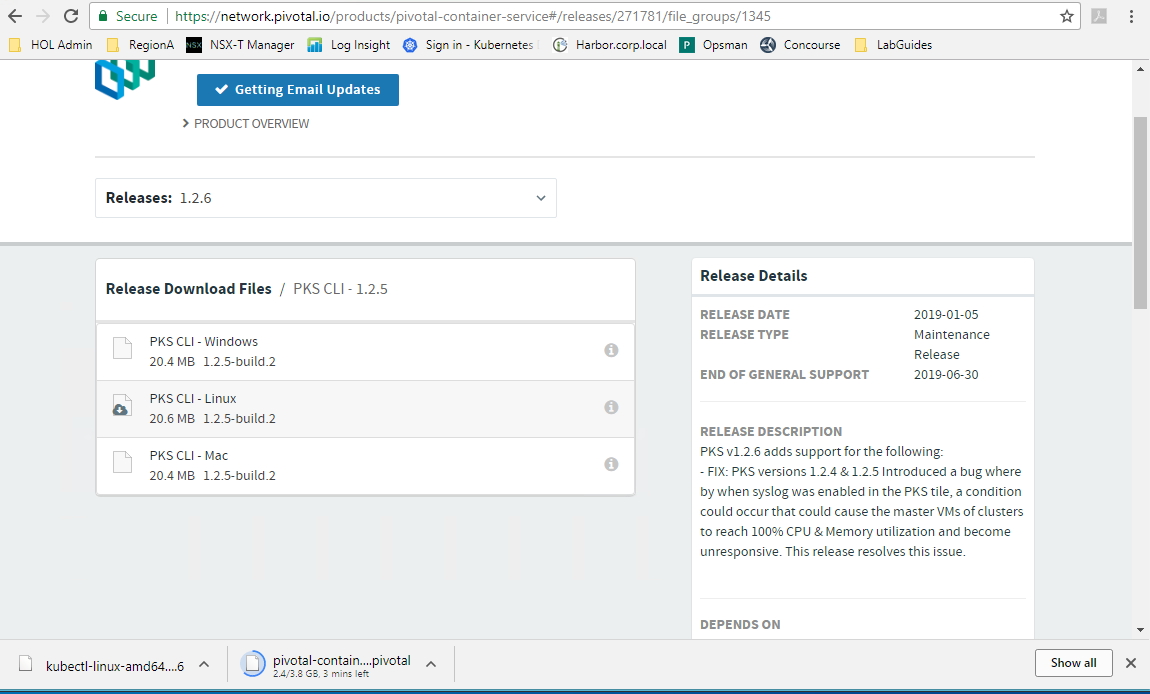 Secure https://network.pivotal.io/products/pivotal-container-service#/releases/271781/file_groups/1345
HOL Admin RegionA NSX NSX-T Manager Log Insight Sign in - Kubernetes Harbor.corp.local P Opsman Concourse LabGuides
Getting Email Updates
PRODUCT OVERVIEW
Releases: 1.2.6
Release Download Files / PKS CLI - 1.2.5
PKS CLI - Windows
20.4 MB 1.2.5-build.2
PKS CLI - Linux
20.6 MB 1.2.5-build.2
PKS CLI - Mac
20.4 MB 1.2.5-build.2
Release Details
RELEASE DATE 2019-01-05
RELEASE TYPE Maintenance
Release
END OF GENERAL SUPPORT 2019-06-30
RELEASE DESCRIPTION
PKS v1.2.6 adds support for the following:
- FIX: PKS versions 1.2.4 & 1.2.5 Introduced a bug where
by when syslog was enabled in the PKS tile, a condition
could occur that could cause the master VMs of clusters
to reach 100% CPU & Memory utilization and become
unresponsive. This release resolves this issue.
DEPENDS ON
kubectl-linux-amd64....6
pivotal-contain....pivotal
2.4/3.8 GB, 3 mins left
Show all